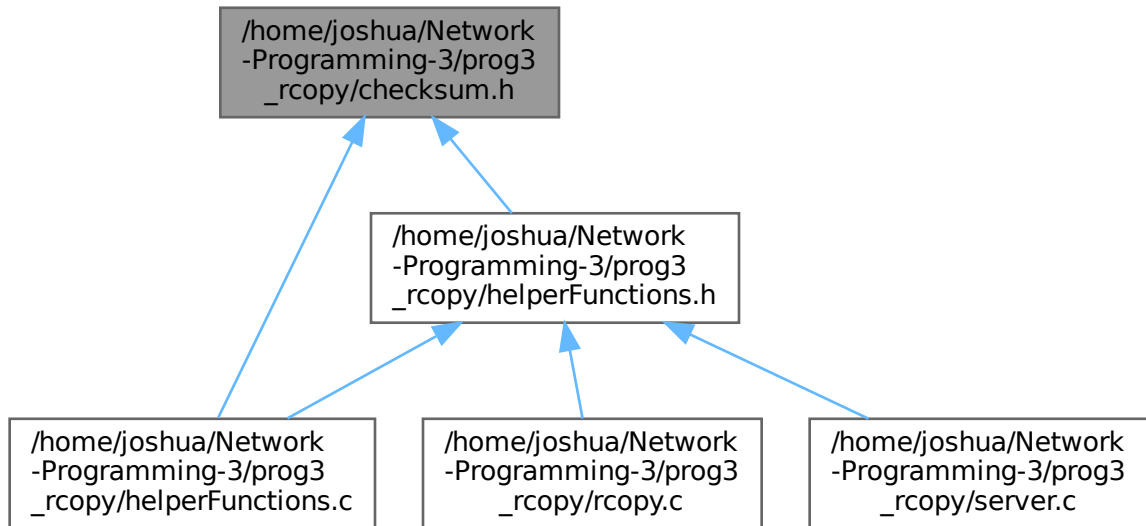 /home/joshua/Network
-Programming-3/prog3
_rcopy/checksum.h
/home/joshua/Network
-Programming-3/prog3
_rcopy/helperFunctions.h
/home/joshua/Network
-Programming-3/prog3
_rcopy/helperFunctions.c
/home/joshua/Network
-Programming-3/prog3
_rcopy/rcopy.c
/home/joshua/Network
-Programming-3/prog3
_rcopy/server.c